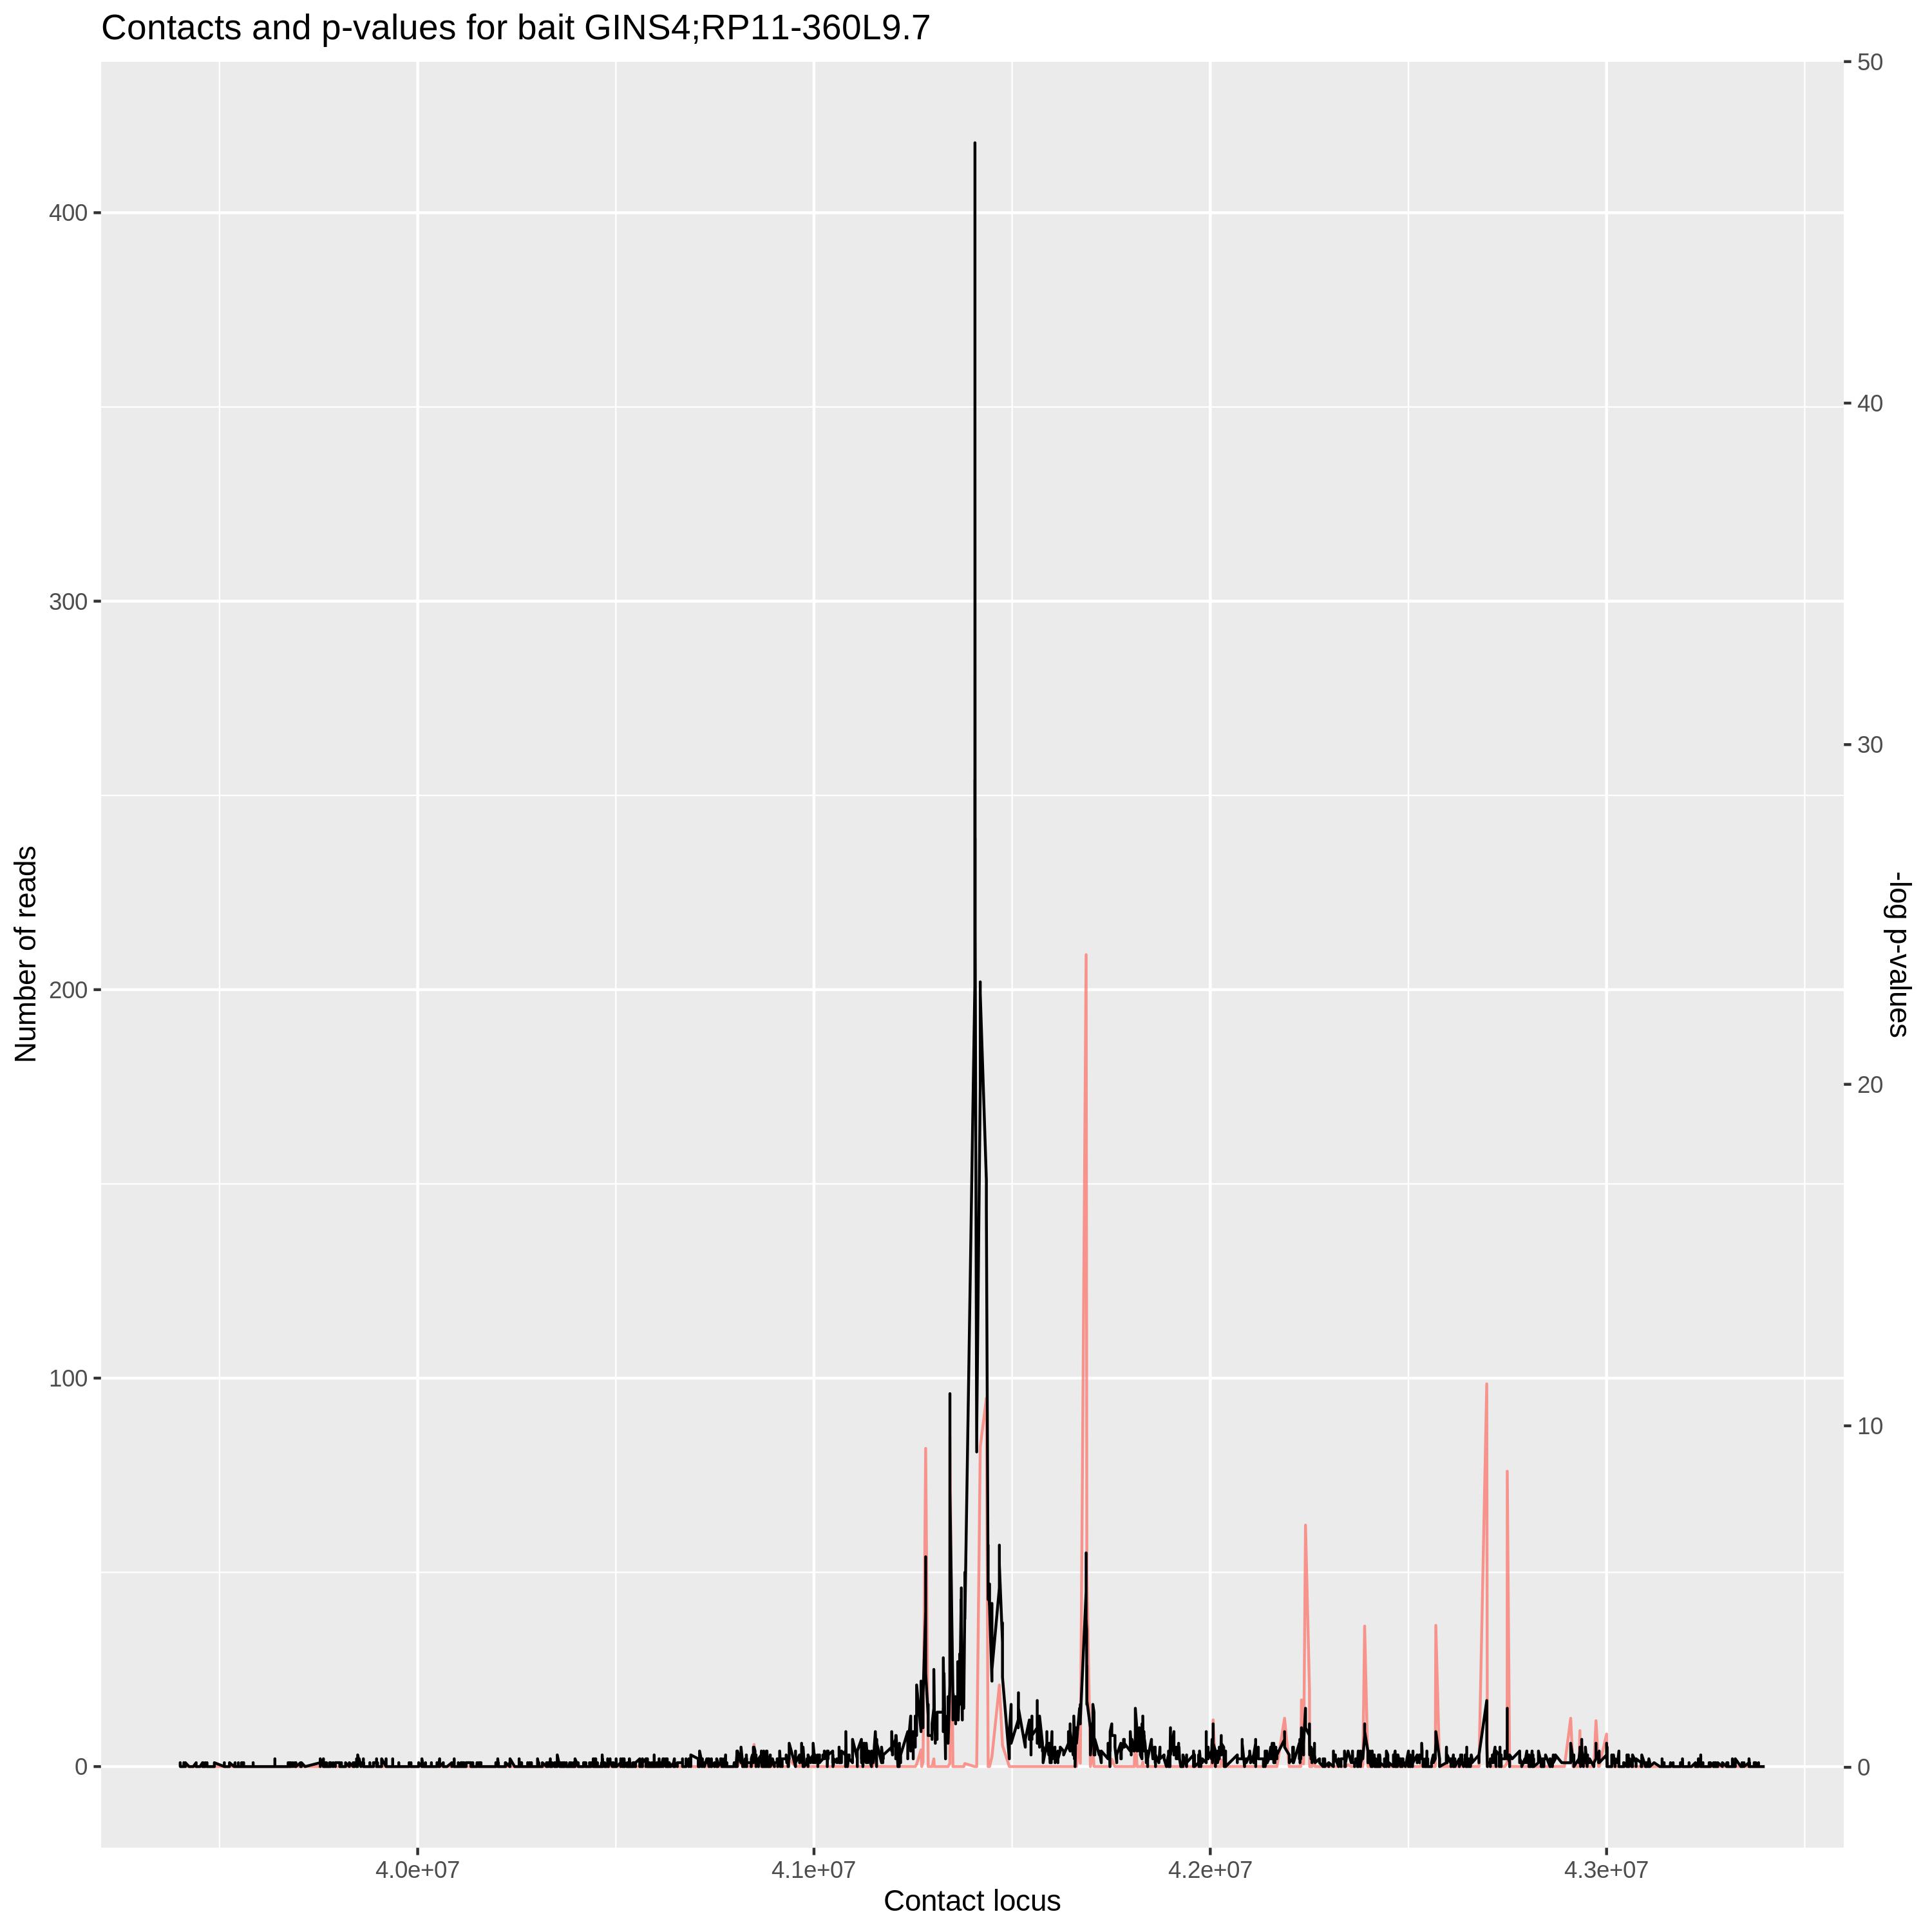 Contacts and p-values for bait GINS4;RP11-360L9.7
50
400
40
300
30
Number of reads
-log p-values
200
20
100
10
0
0
4.0e+07
4.1e+07
4.2e+07
4.3e+07
Contact locus